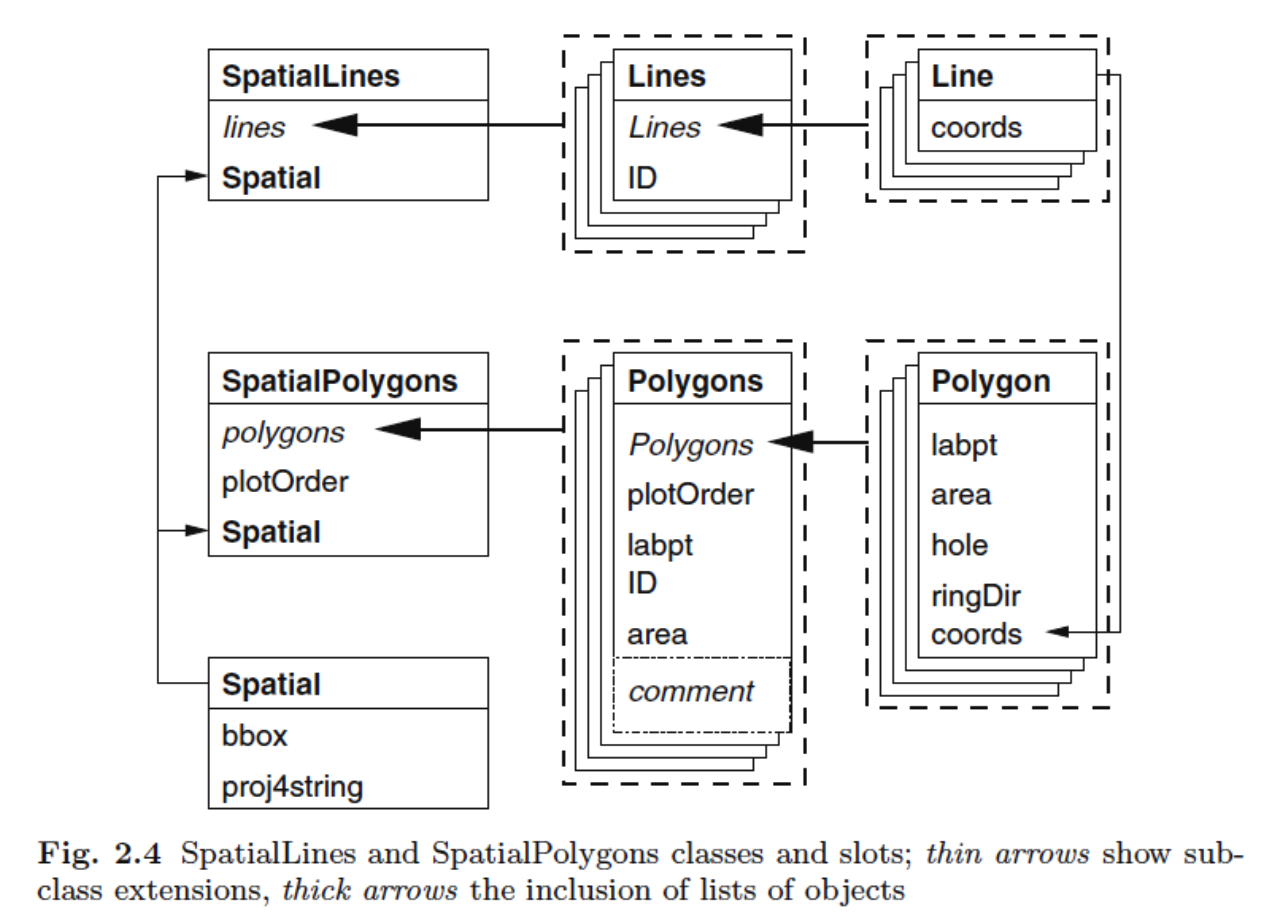 SpatialLines
lines
Spatial
Lines
Lines
ID
Line
coords
SpatialPolygons
polygons
plotOrder
Spatial
Polygons
Polygons
plotOrder
labpt
ID
area
comment
Polygon
labpt
area
hole
ringDir
coords
Spatial
bbox
proj4string
Fig. 2.4 SpatialLines and SpatialPolygons classes and slots; thin arrows show sub-
class extensions, thick arrows the inclusion of lists of objects